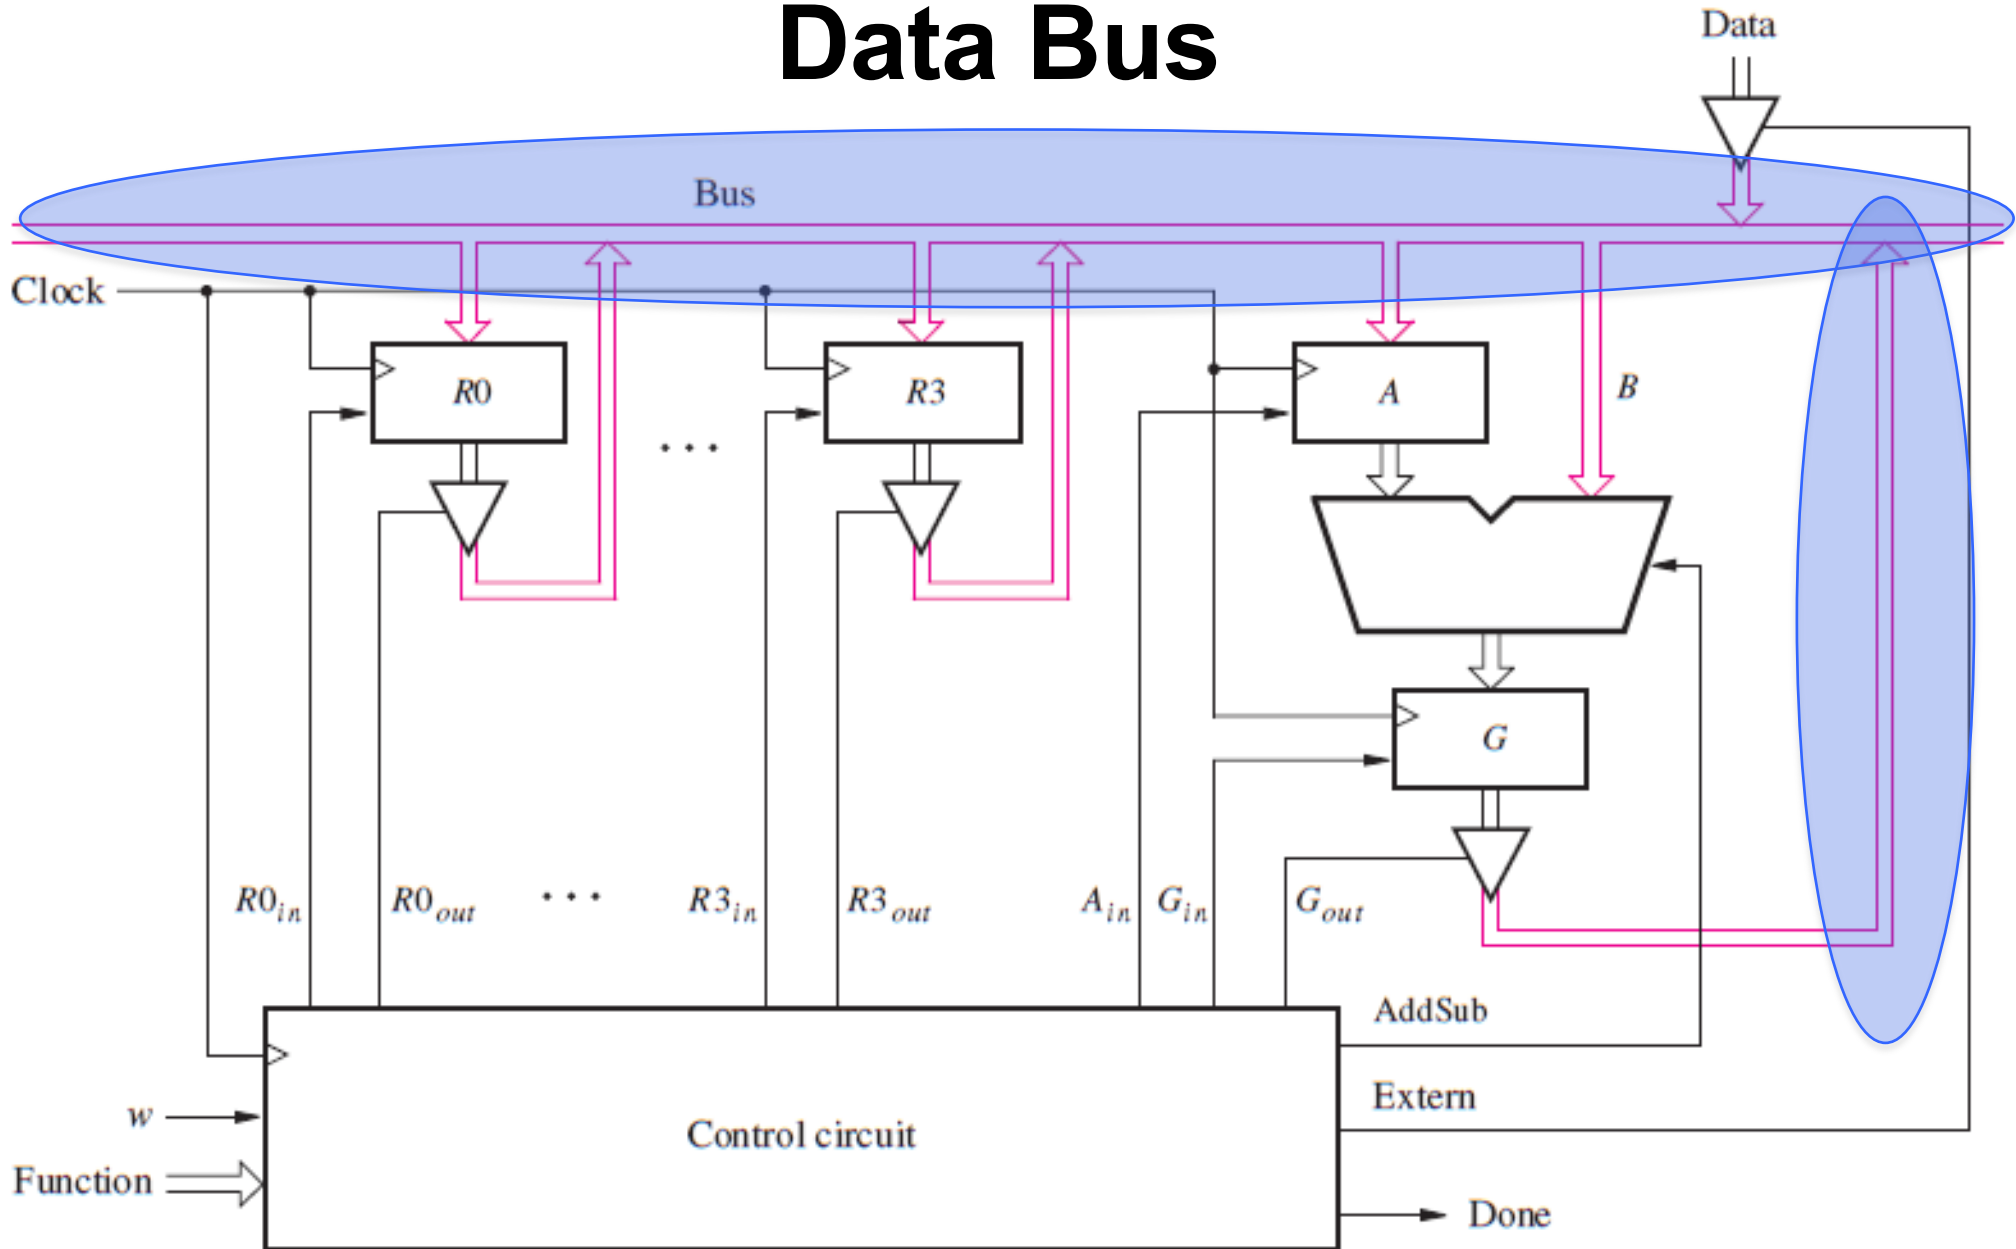 Data Bus
Data
Bus
Clock
R0
R3
A
B
...
G
R0in
R0out
...
R3in
R3out
Ain
Gin
Gout
AddSub
Extern
w
Control circuit
Function
Done